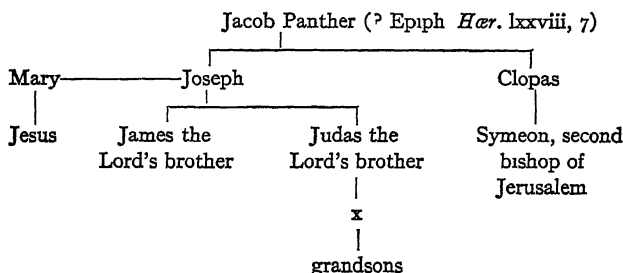 Jacob Panther (? Epiph Hær. lxxviii, 7)
Mary Joseph Clopas
Jesus James the Judas the Symeon, second
Lord's brother Lord's brother bishop of
Jerusalem
x
grandsons